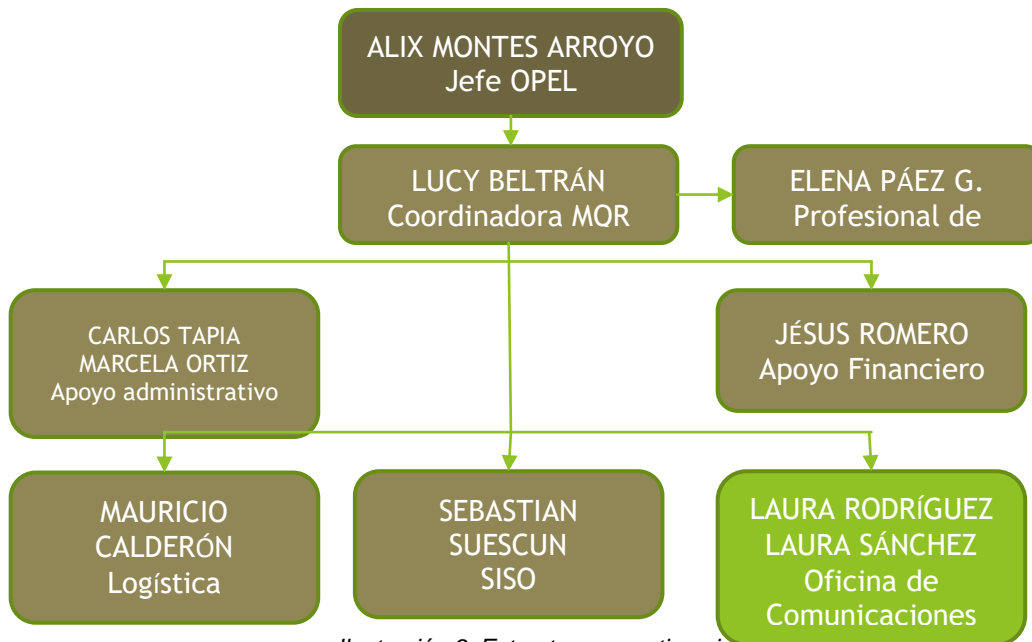 ALIX MONTES ARROYO
Jefe OPEL
LUCY BELTRÁN
Coordinadora MQR
ELENA PÁEZ G.
Profesional de
CARLOS TAPIA
MARCELA ORTIZ
Apoyo administrativo
JÉSUS ROMERO
Apoyo Financiero
MAURICIO
CALDERÓN
Logística
SEBASTIAN
SUESCUN
SISO
LAURA RODRÍGUEZ
LAURA SÁNCHEZ
Oficina de
Comunicaciones